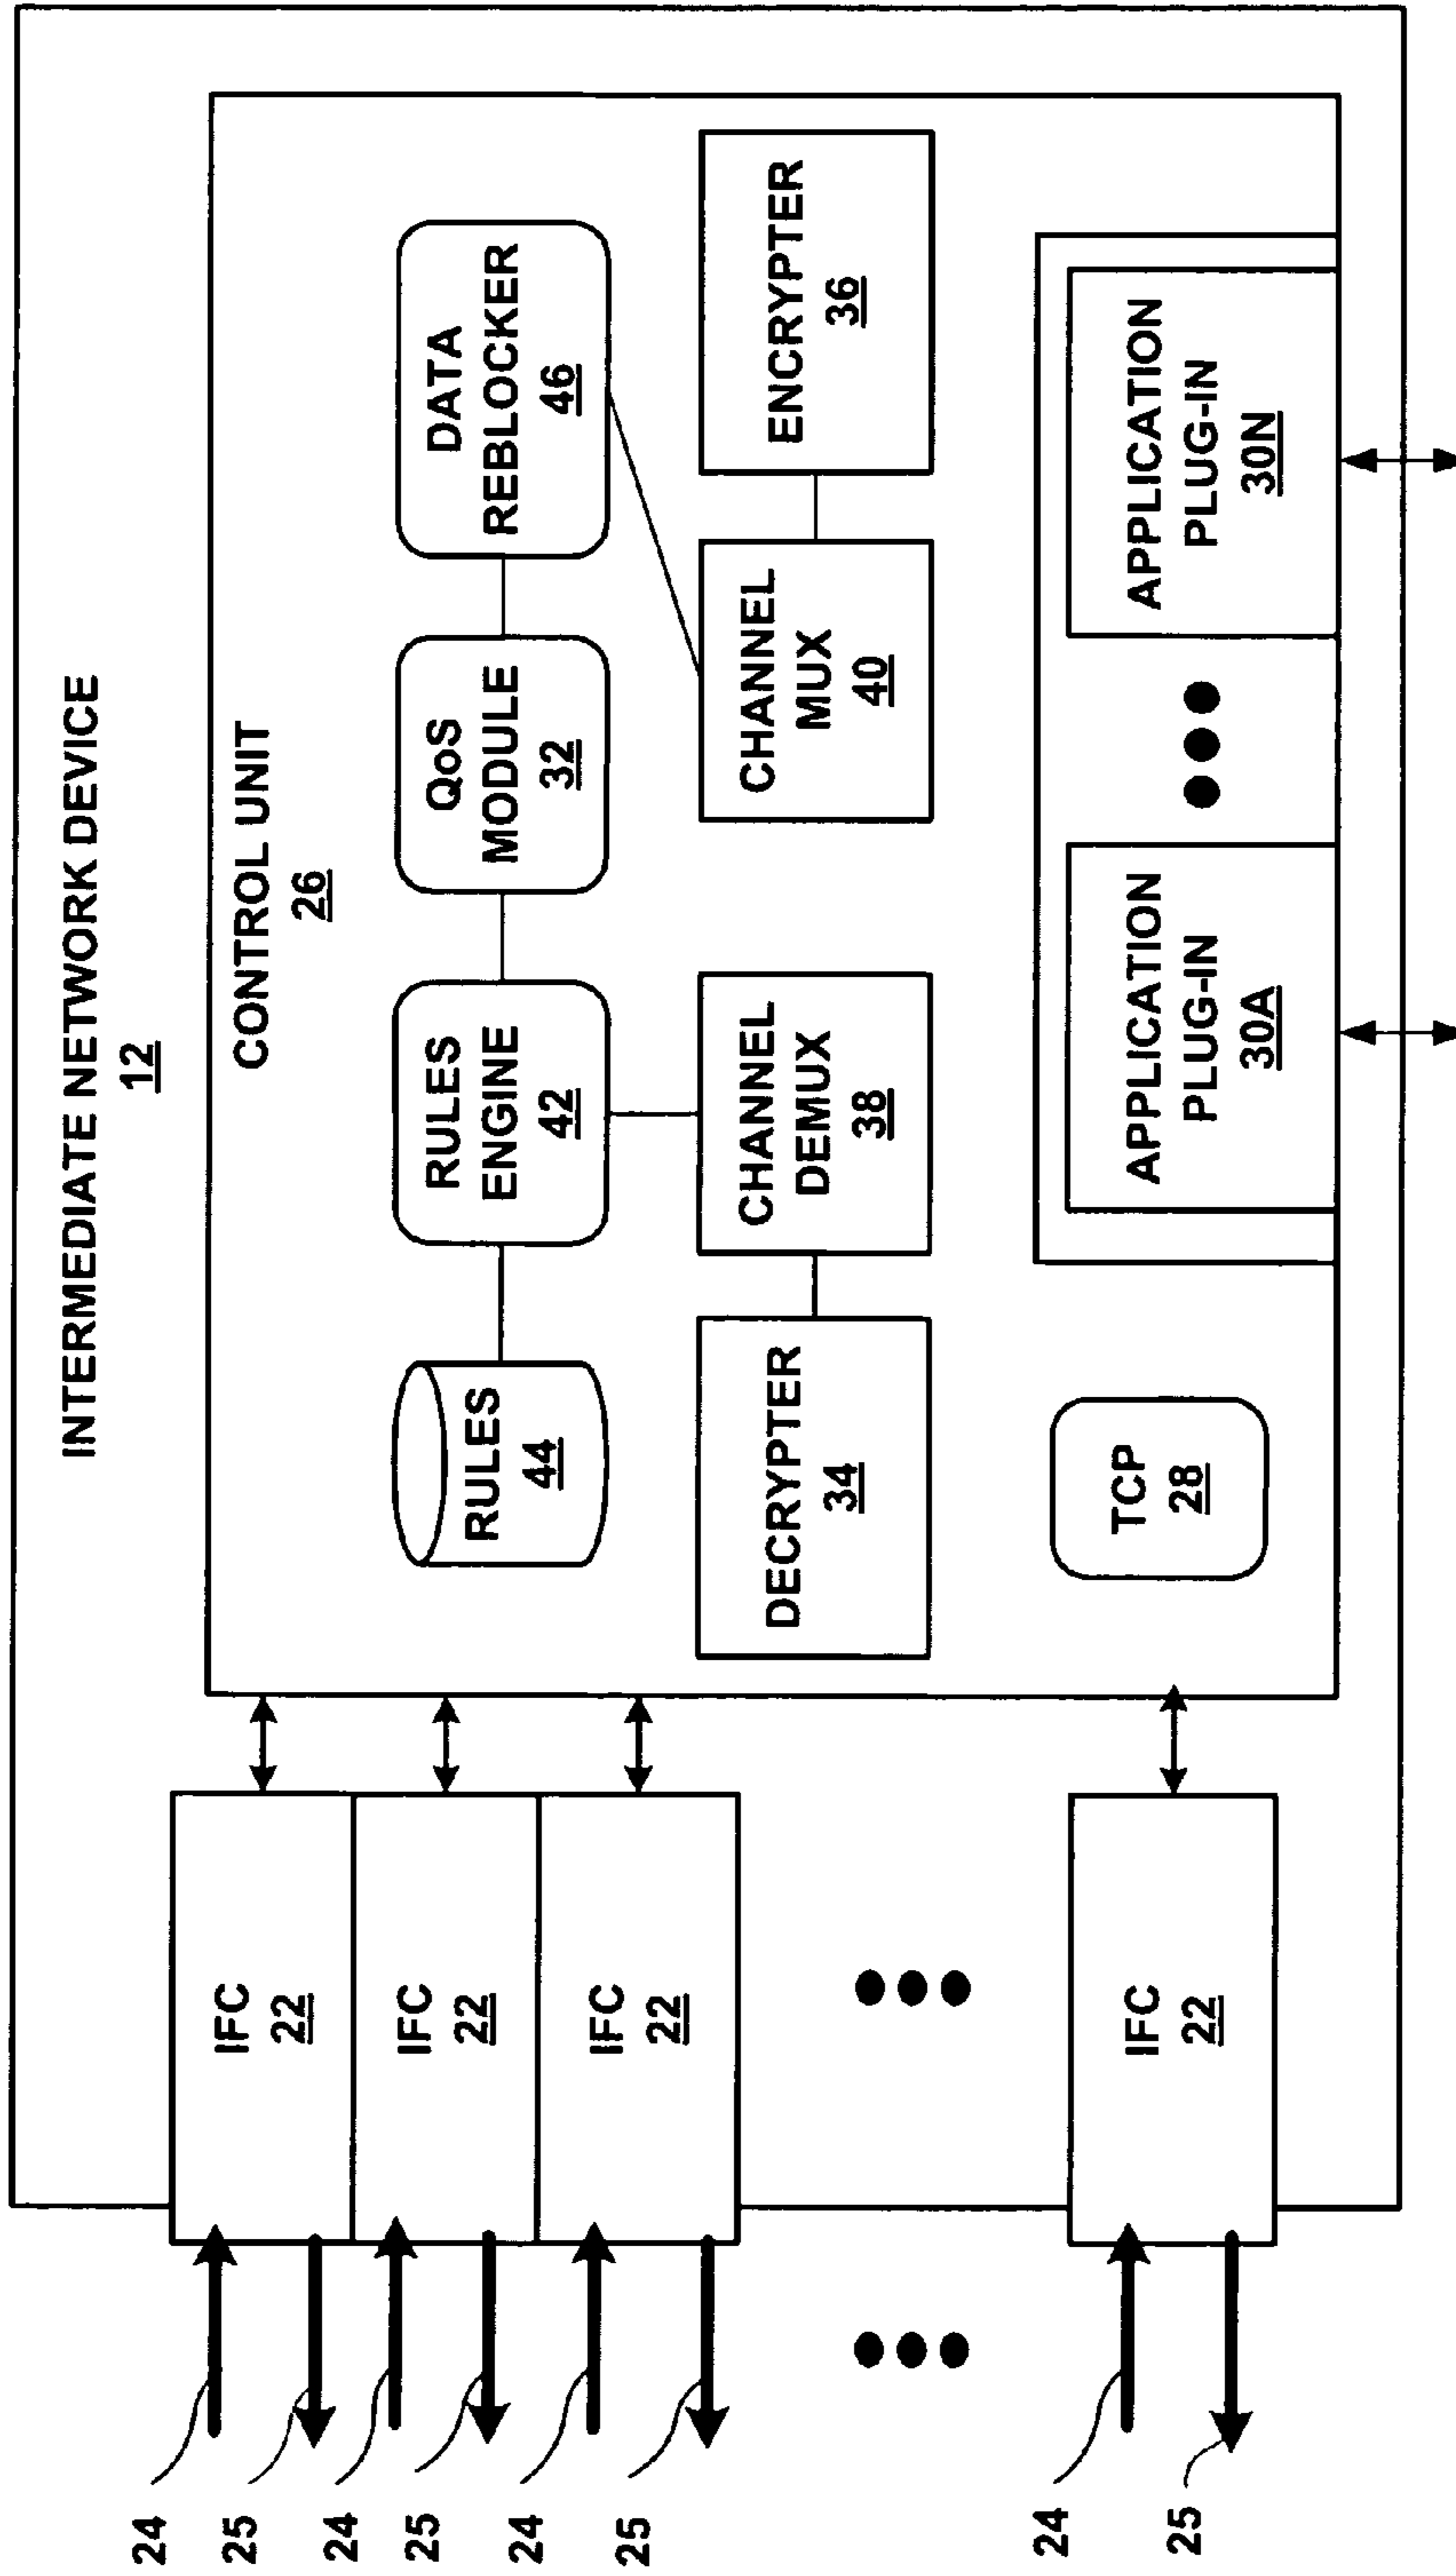 INTERMEDIATE NETWORK DEVICE
12
CONTROL UNIT
26
RULES
44
RULES
ENGINE
42
QoS
MODULE
32
DATA
REBLOCKER
46
DECRYPTER
34
CHANNEL
DEMUX
38
CHANNEL
MUX
40
ENCRYPTER
36
TCP
28
APPLICATION
PLUG-IN
30A
APPLICATION
PLUG-IN
30N
IFC
22
IFC
22
IFC
22
IFC
22
24
25
24
25
24
25
24
25